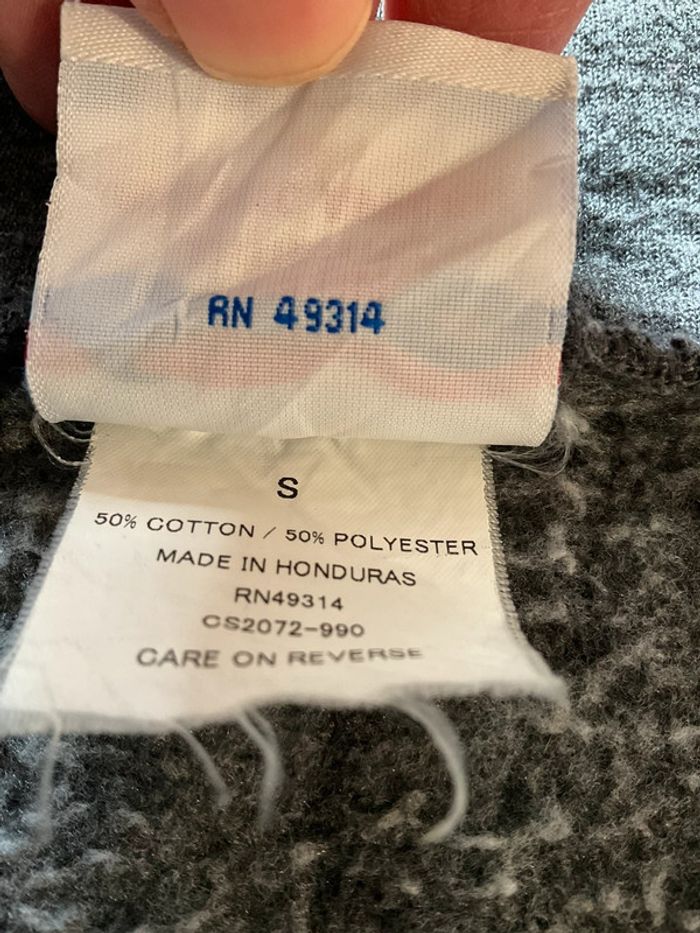 RN 49314
S
50% COTTON / 50% POLYESTER
MADE IN HONDURAS
RN49314
CS2072-990
CARE ON REVERSE